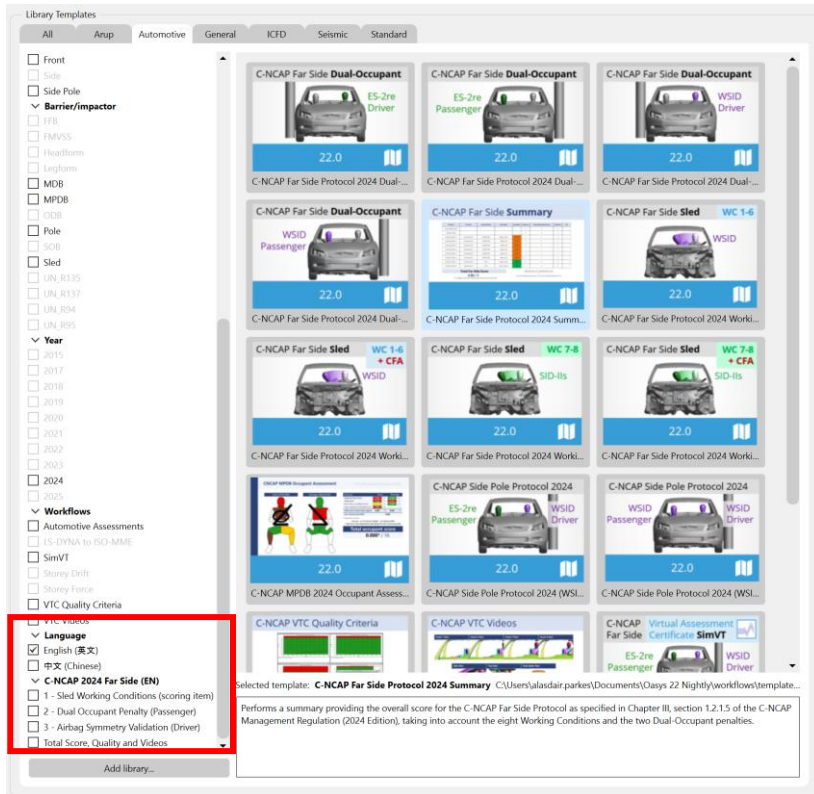 Library Templates
All Arup Automotive General ICFD Seismic Standard
Front
Side
Side Pole
Barrier/impactor
FFB
FMVSS
Headform
Legform
MDB
MPDB
ODB
Pole
SOB
Sled
UN_R135
UN_R137
UN_R94
UN_R95
Year
2015
2017
2018
2019
2020
2021
2022
2023
2024
2025
Workflows
Automotive Assessments
LS-DYNA to ISO-MME
SimVT
Storey Drift
Storey Force
VTC Quality Criteria
VTC Videos
Language
English (英文)
中文 (Chinese)
C-NCAP 2024 Far Side (EN)
1 - Sled Working Conditions (scoring item)
2 - Dual Occupant Penalty (Passenger)
3 - Airbag Symmetry Validation (Driver)
Total Score, Quality and Videos
Add library...
C-NCAP Far Side Dual-Occupant
ES-2re
Driver
22.0
C-NCAP Far Side Protocol 2024 Dual-...
C-NCAP Far Side Dual-Occupant
ES-2re
Passenger
22.0
C-NCAP Far Side Protocol 2024 Dual-...
C-NCAP Far Side Dual-Occupant
WSID
Driver
22.0
C-NCAP Far Side Protocol 2024 Dual-...
C-NCAP Far Side Dual-Occupant
WSID
Passenger
22.0
C-NCAP Far Side Protocol 2024 Dual-...
C-NCAP Far Side Summary
22.0
C-NCAP Far Side Protocol 2024 Summ...
C-NCAP Far Side Sled WC 1-6
WSID
22.0
C-NCAP Far Side Protocol 2024 Worki...
C-NCAP Far Side Sled WC 1-6
+ CFA
WSID
22.0
C-NCAP Far Side Protocol 2024 Worki...
C-NCAP Far Side Sled WC 7-8
SID-IIs
22.0
C-NCAP Far Side Protocol 2024 Worki...
C-NCAP Far Side Sled WC 7-8
+ CFA
SID-IIs
22.0
C-NCAP Far Side Protocol 2024 Worki...
CNCAP MPDB Occupant Assessment
Total occupant score
22.0
C-NCAP MPDB 2024 Occupant Assess...
C-NCAP Side Pole Protocol 2024
ES-2re
Passenger
WSID
Driver
22.0
C-NCAP Side Pole Protocol 2024 (WSI...
C-NCAP Side Pole Protocol 2024
WSID
Passenger
WSID
Driver
22.0
C-NCAP Side Pole Protocol 2024 (WSI...
C-NCAP VTC Quality Criteria
C-NCAP VTC Videos
C-NCAP Virtual Assessment
Far Side Certificate SimVT
ES-2re
Passenger
WSID
Driver
Selected template: C-NCAP Far Side Protocol 2024 Summary C:\Users\alasdair.parkes\Documents\Oasys 22 Nightly\workflows\template...
Performs a summary providing the overall score for the C-NCAP Far Side Protocol as specified in Chapter III, section 1.2.1.5 of the C-NCAP
Management Regulation (2024 Edition), taking into account the eight Working Conditions and the two Dual-Occupant penalties.